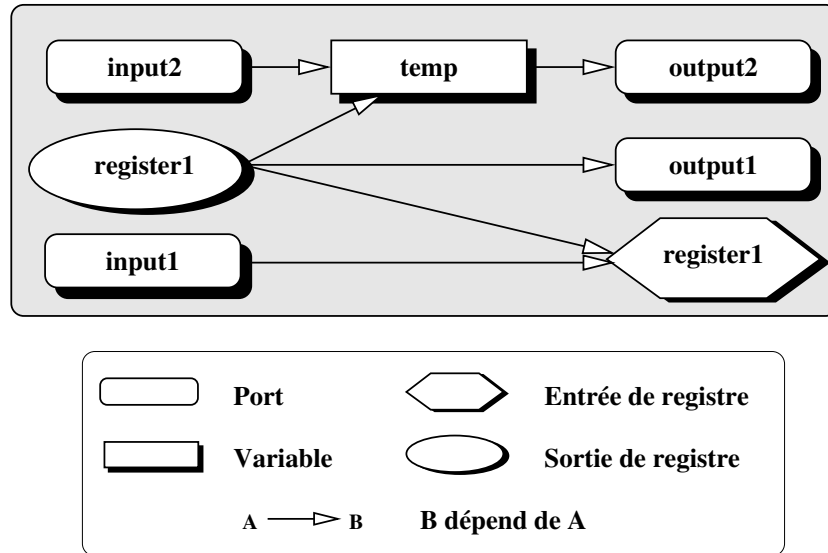 input2
temp
output2
register1
output1
input1
register1
Port
Entrée de registre
Variable
Sortie de registre
A
B
B dépend de A